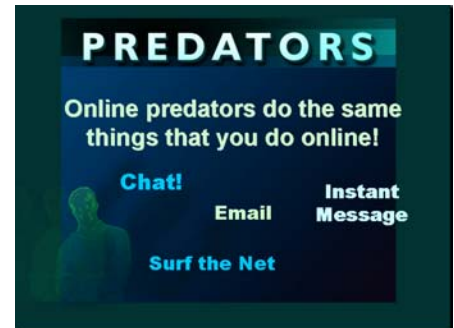 PREDATORS
Online predators do the same
things that you do online!
Chat!
Instant
Message
Email
Surf the Net